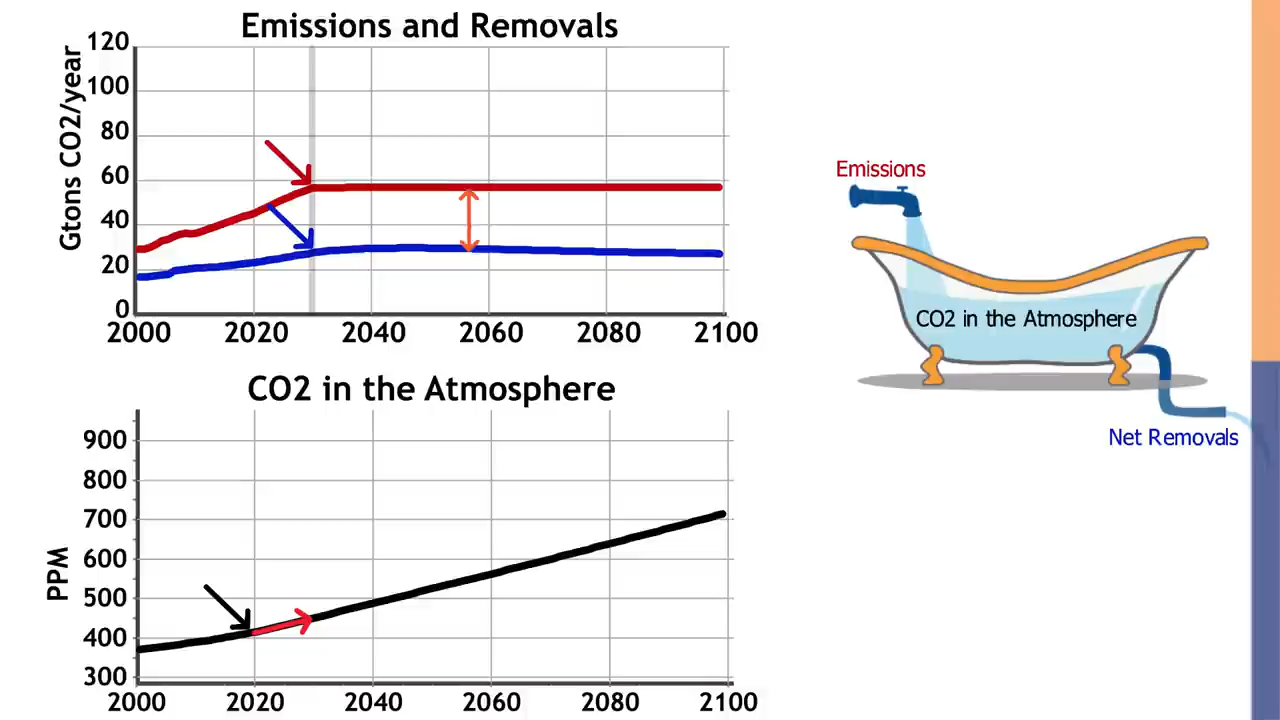 Emissions and Removals
Gtons CO2/year
120
100
80
60
40
20
0
2000 2020 2040 2060 2080 2100
CO2 in the Atmosphere
PPM
900
800
700
600
500
400
300
2000 2020 2040 2060 2080 2100
Emissions
CO2 in the Atmosphere
Net Removals